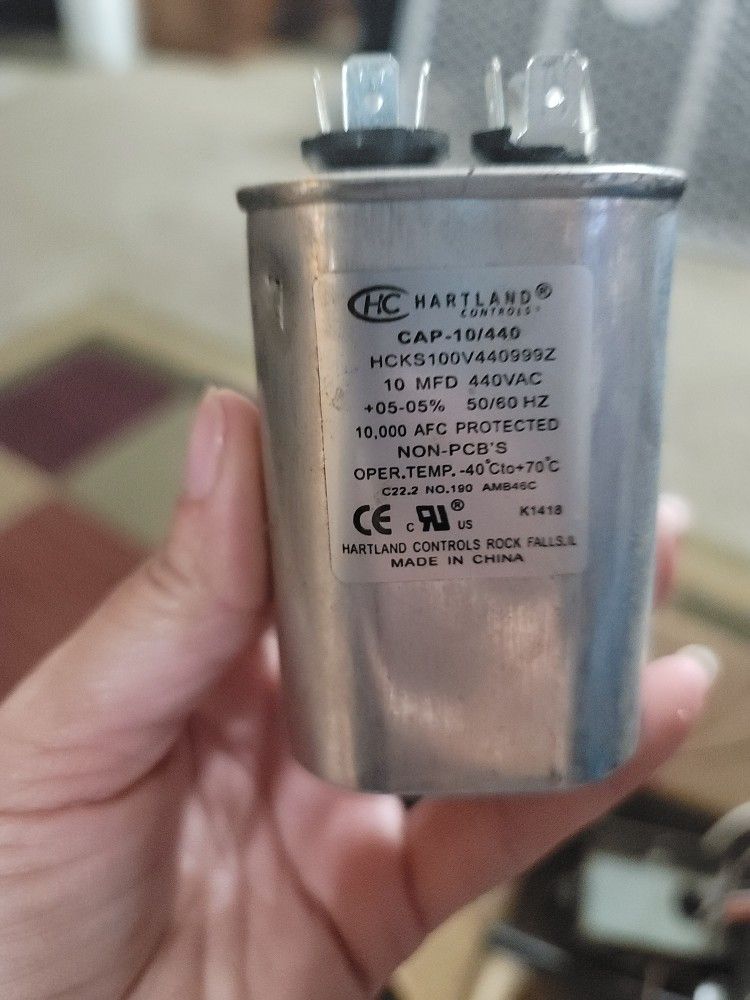 HC HARTLAND®
CONTROLS
CAP-10/440
HCKS100V440999Z
10 MFD 440VAC
+05-05% 50/60 HZ
10,000 AFC PROTECTED
NON-PCB'S
OPER.TEMP.-40°Cto+70°C
C22.2 NO.190 AMB46C
CE c RU® US K1418
HARTLAND CONTROLS ROCK FALLS.IL
MADE IN CHINA